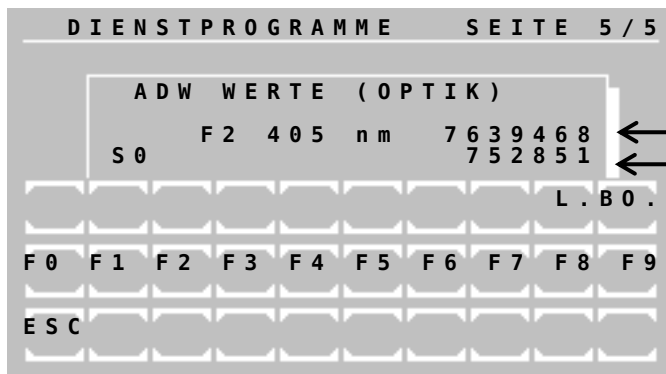 DIENSTPROGRAMME SEITE 5/5
ADW WERTE (OPTIK)
F2 405 nm 7639468
S0 752851
L.BO.
F0 F1 F2 F3 F4 F5 F6 F7 F8 F9
ESC